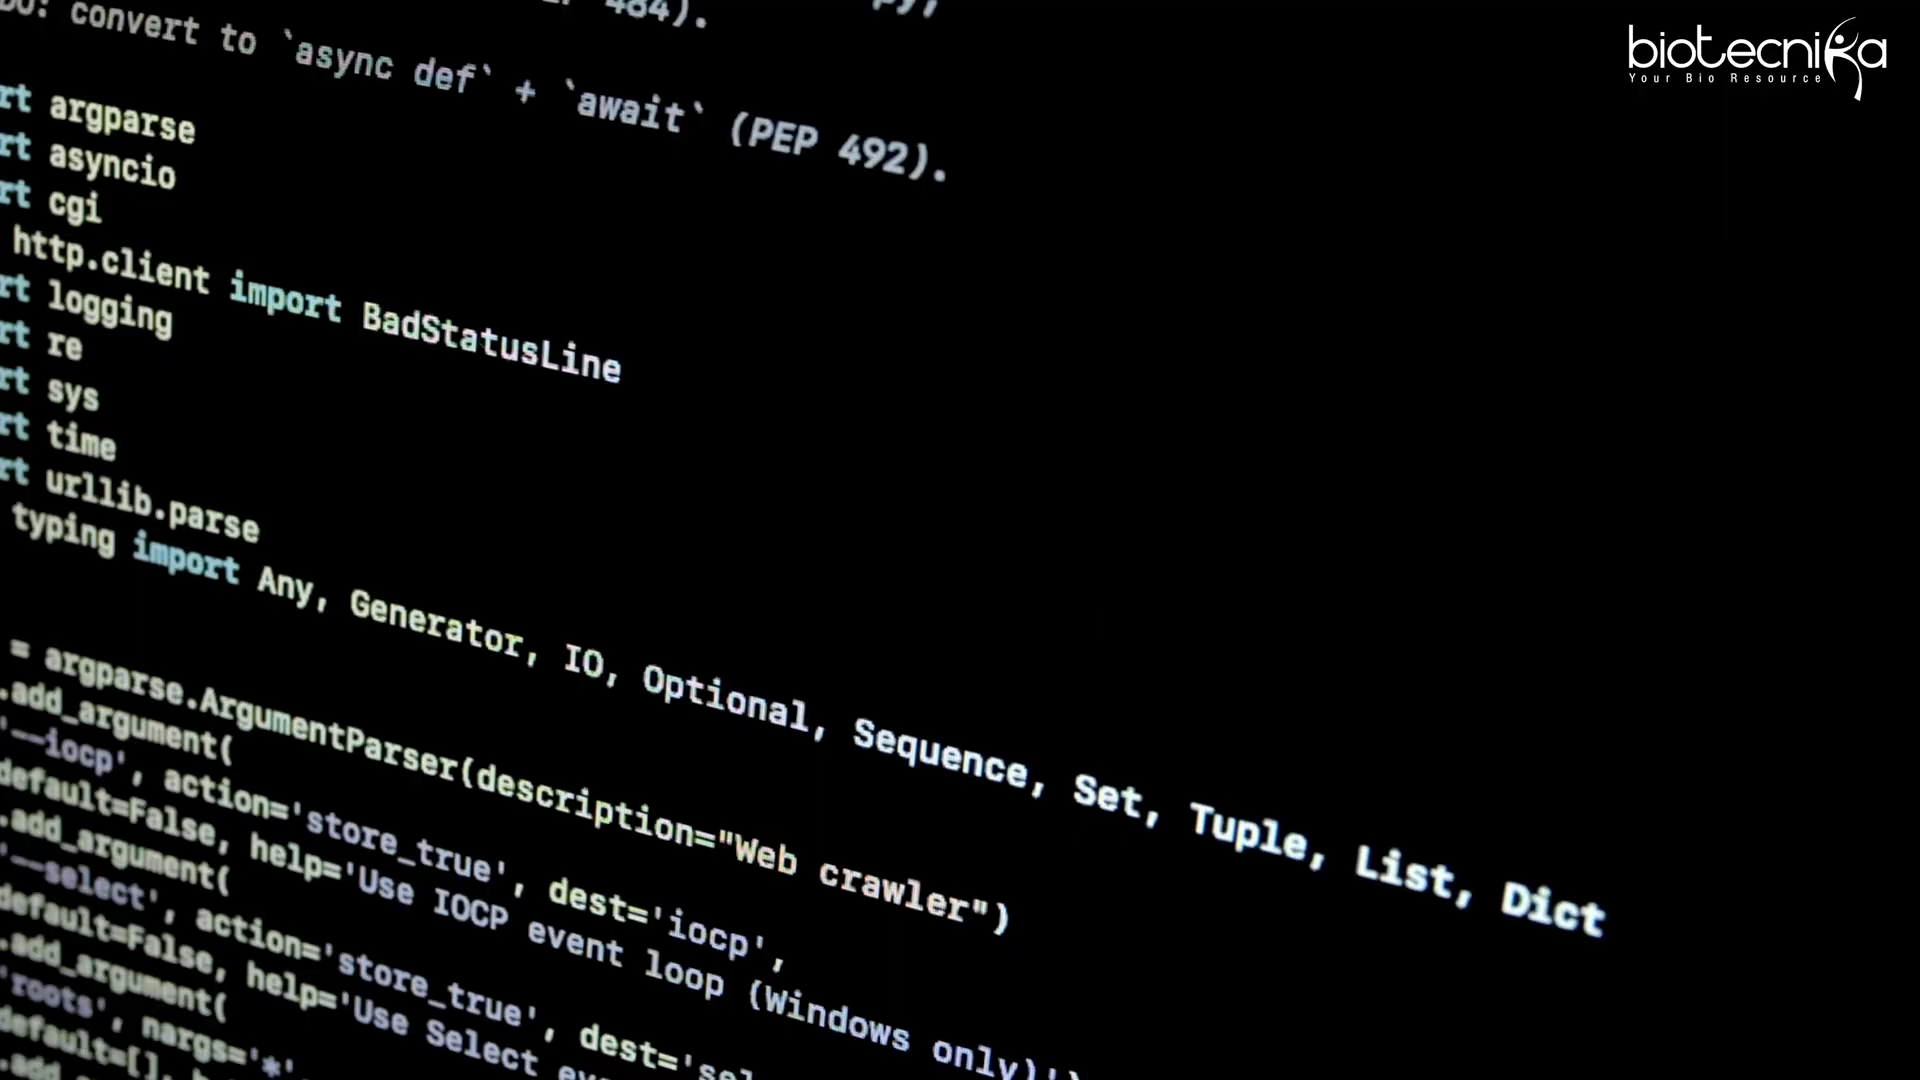 484).
DO: convert to `async def` + `await` (PEP 492).
rt argparse
rt asyncio
rt cgi
http.client import BadStatusLine
rt logging
rt re
rt sys
rt time
rt urllib.parse
typing import Any, Generator, IO, Optional, Sequence, Set, Tuple, List, Dict
= argparse.ArgumentParser(description="Web crawler")
.add_argument(
'--iocp', action='store_true', dest='iocp',
default=False, help='Use IOCP event loop (Windows only)')
.add_argument(
'--select', action='store_true', dest='sel
default=False, help='Use Select ev
.add_argument(
'roots', nargs='*'
default=[],
.add
biotecnika
Your Bio Resource